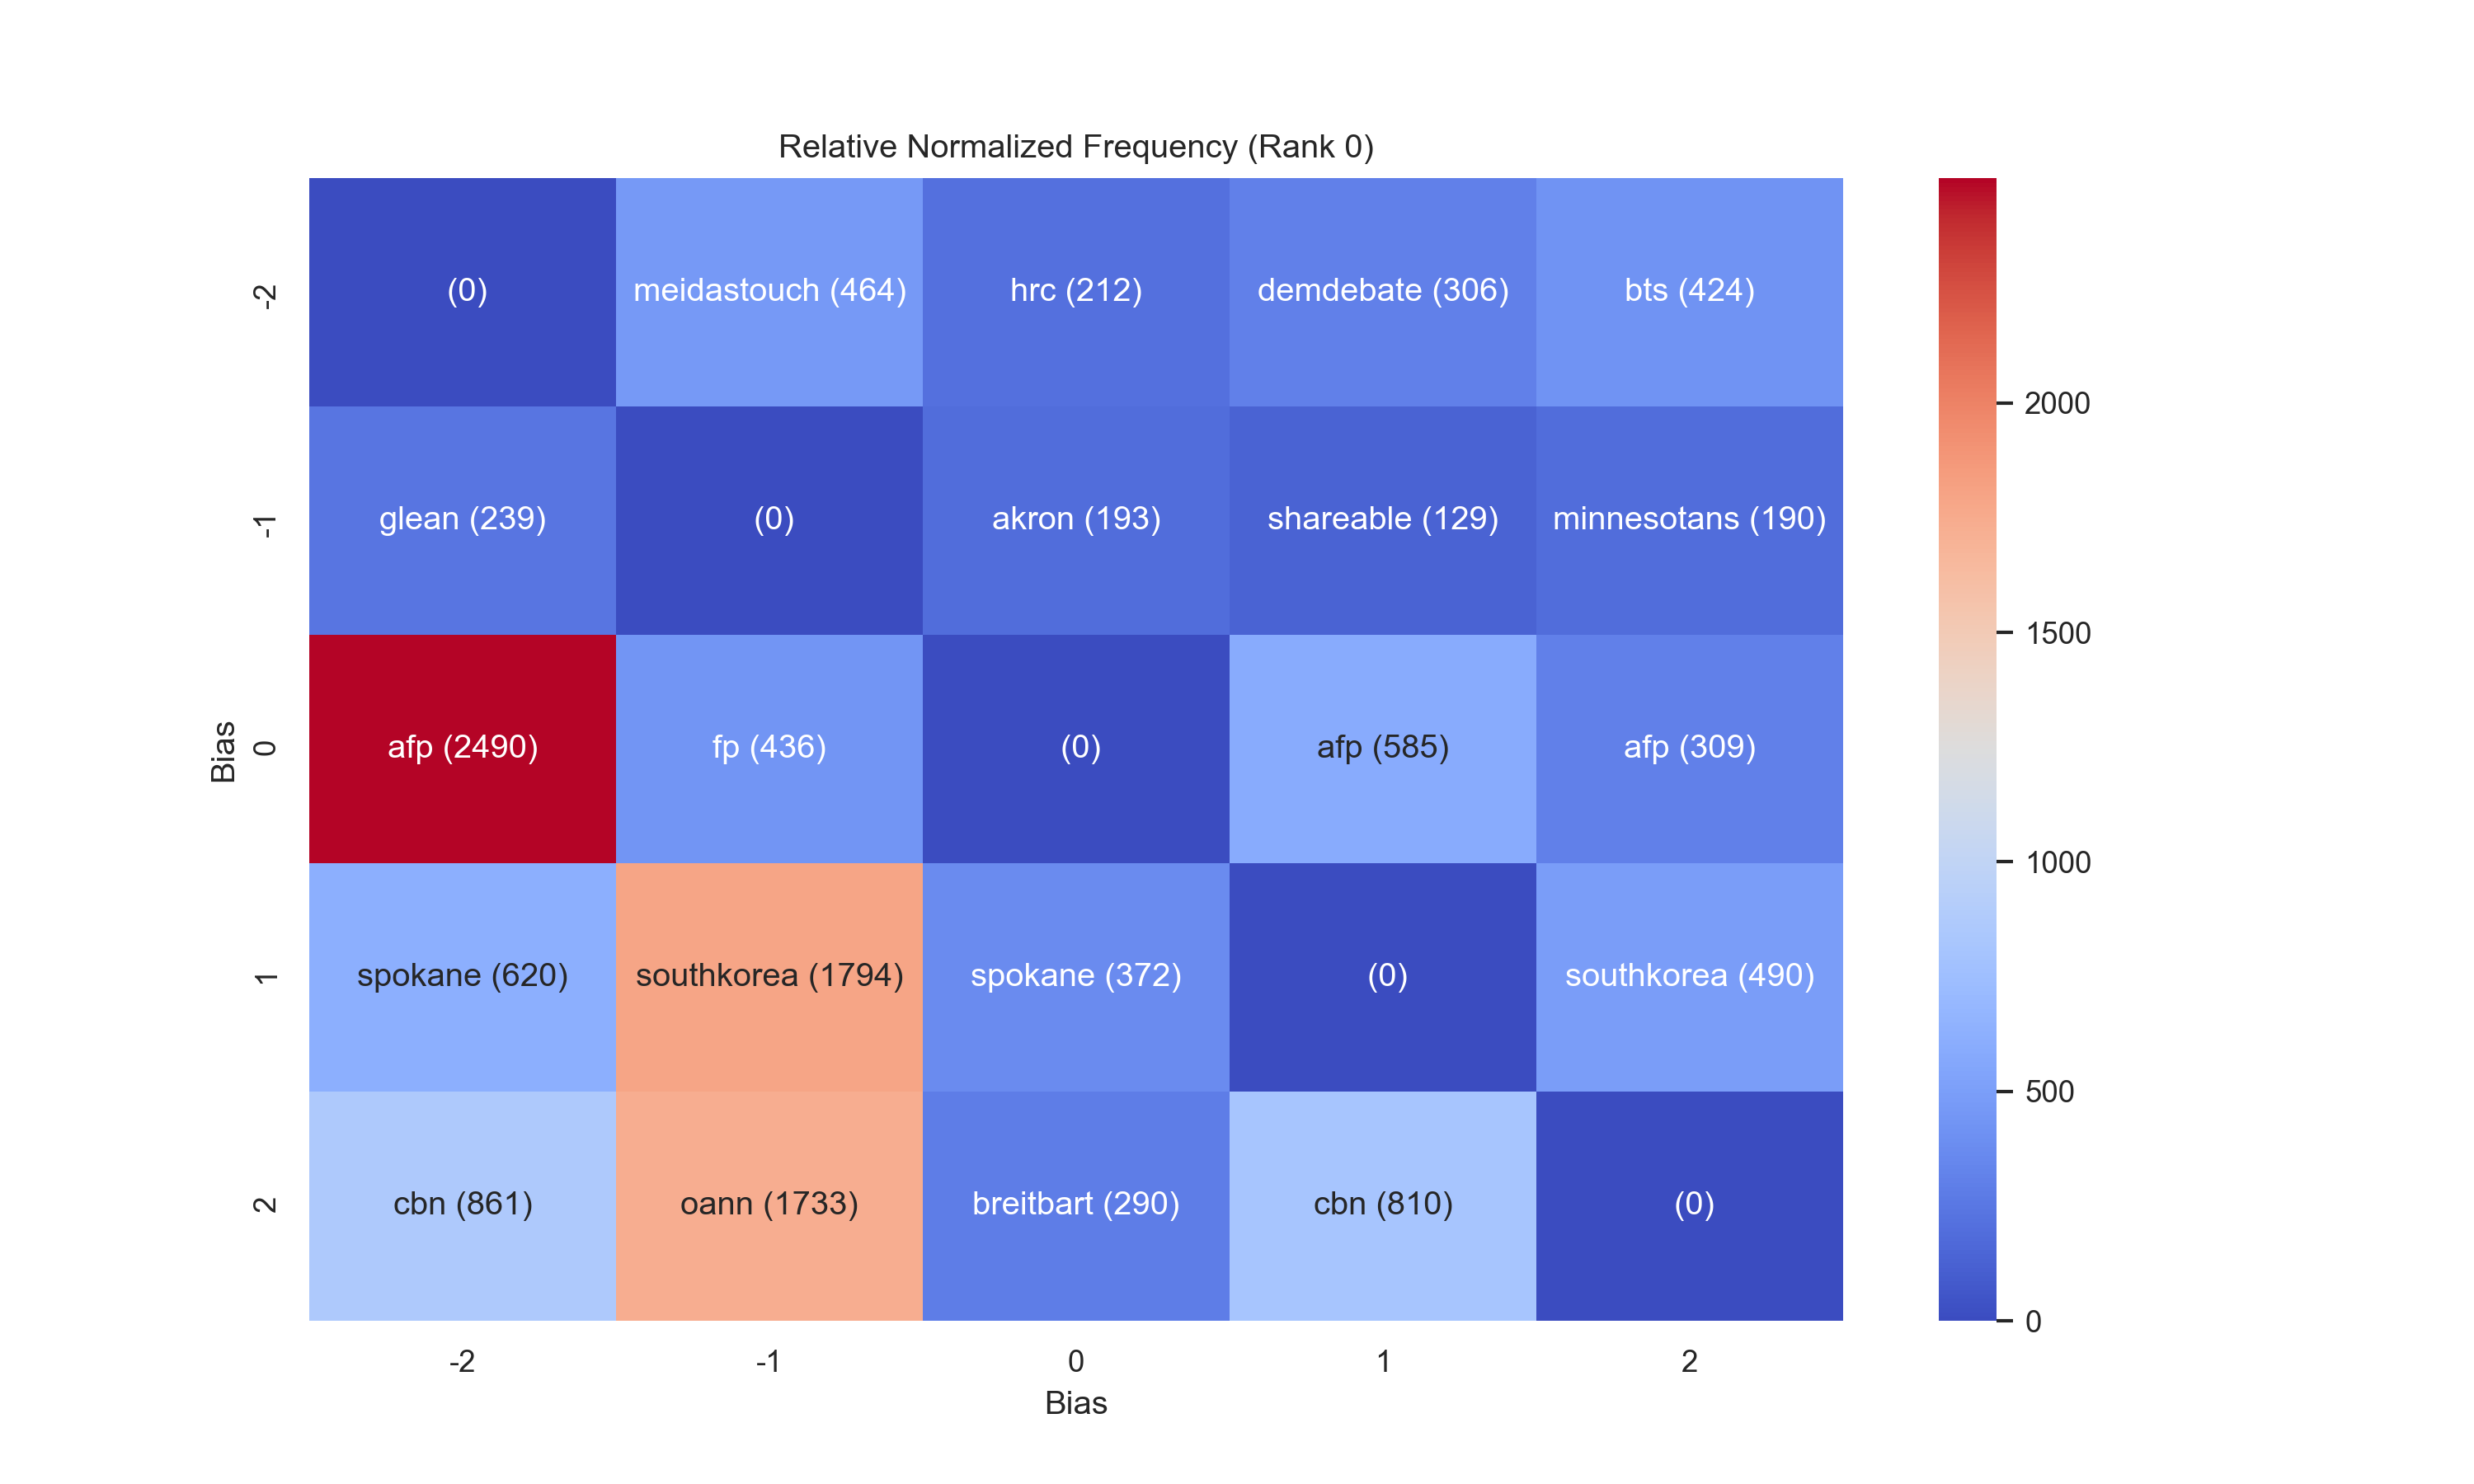 Relative Normalized Frequency (Rank 0)
-2 (0) meidastouch (464) hrc (212) demdebate (306) bts (424)
-1 glean (239) (0) akron (193) shareable (129) minnesotans (190)
0 afp (2490) fp (436) (0) afp (585) afp (309)
1 spokane (620) southkorea (1794) spokane (372) (0) southkorea (490)
2 cbn (861) oann (1733) breitbart (290) cbn (810) (0)
Bias
-2 -1 0 1 2
Bias
2000
1500
1000
500
0